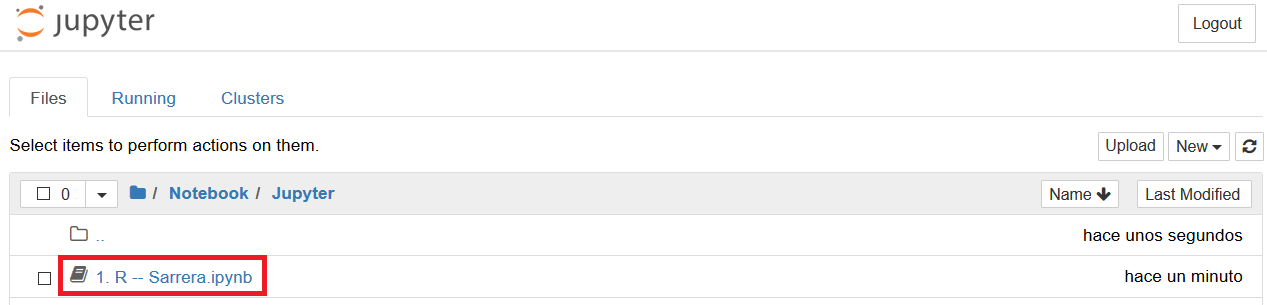 jupyter Logout
Files Running Clusters
Select items to perform actions on them. Upload New
0 / Notebook / Jupyter Name Last Modified
.. hace unos segundos
1. R -- Sarrera.ipynb hace un minuto